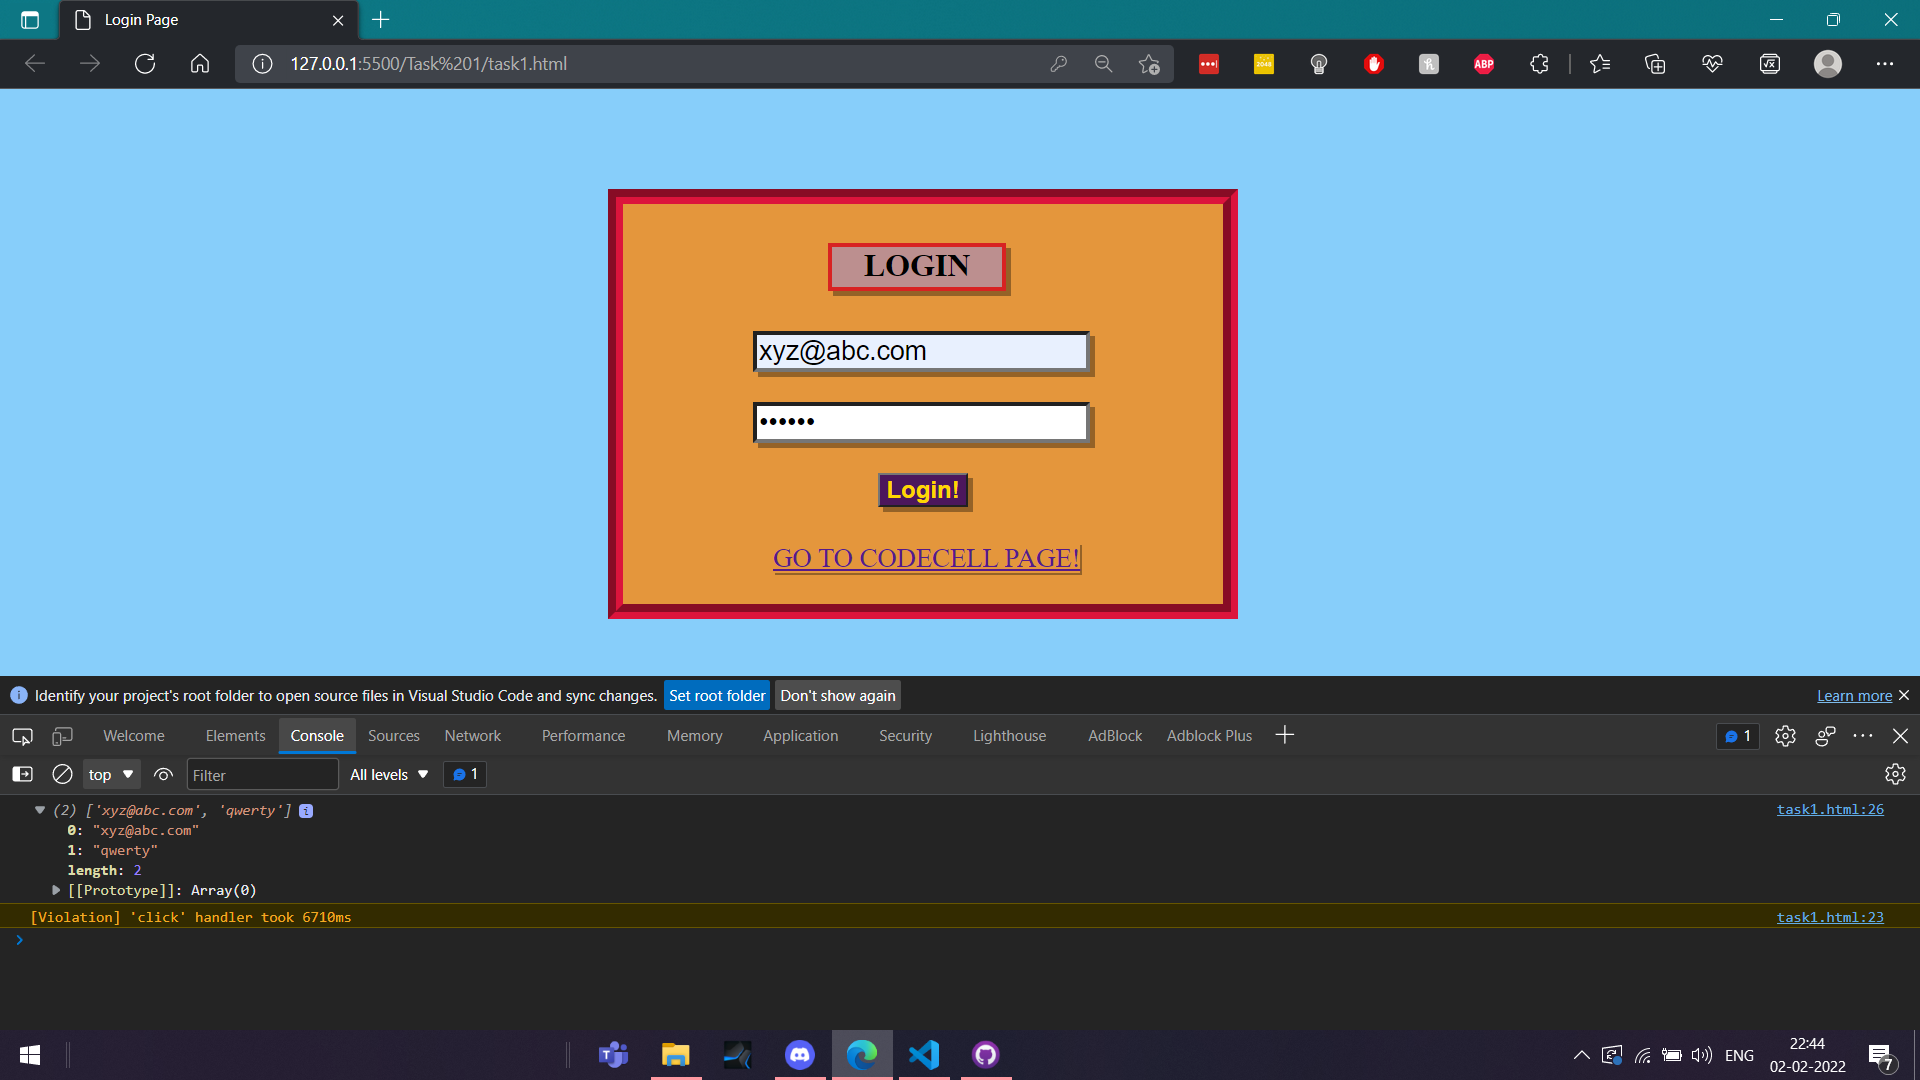 Login Page
127.0.0.1:5500/Task%201/task1.html
2048
ABP
LOGIN
xyz@abc.com
••••••
Login!
GO TO CODECELL PAGE!
Identify your project's root folder to open source files in Visual Studio Code and sync changes. Set root folder Don't show again Learn more
Welcome Elements Console Sources Network Performance Memory Application Security Lighthouse AdBlock Adblock Plus 1
top Filter All levels 1
(2) ['xyz@abc.com', 'qwerty'] i task1.html:26
0: "xyz@abc.com"
1: "qwerty"
length: 2
[[Prototype]]: Array(0)
[Violation] 'click' handler took 6710ms task1.html:23
ENG
22:44
02-02-2022
7